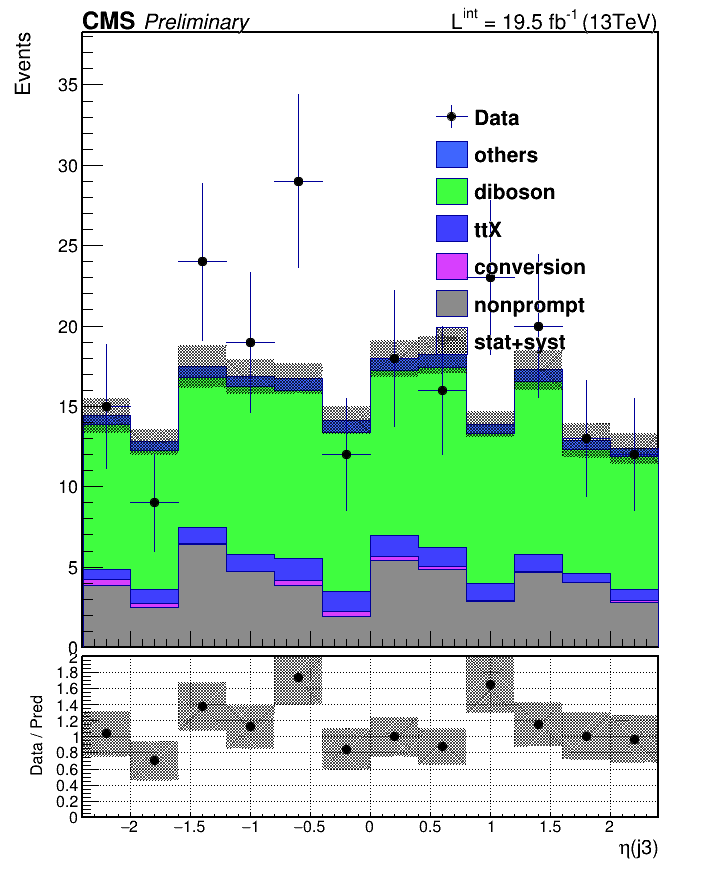 CMS Preliminary L^int = 19.5 fb^-1 (13TeV)
Events
35
30
25
20
15
10
5
0
Data
others
diboson
ttX
conversion
nonprompt
stat+syst
Data / Pred
2
1.8
1.6
1.4
1.2
1
0.8
0.6
0.4
0.2
0
−2 −1.5 −1 −0.5 0 0.5 1 1.5 2
η(j3)